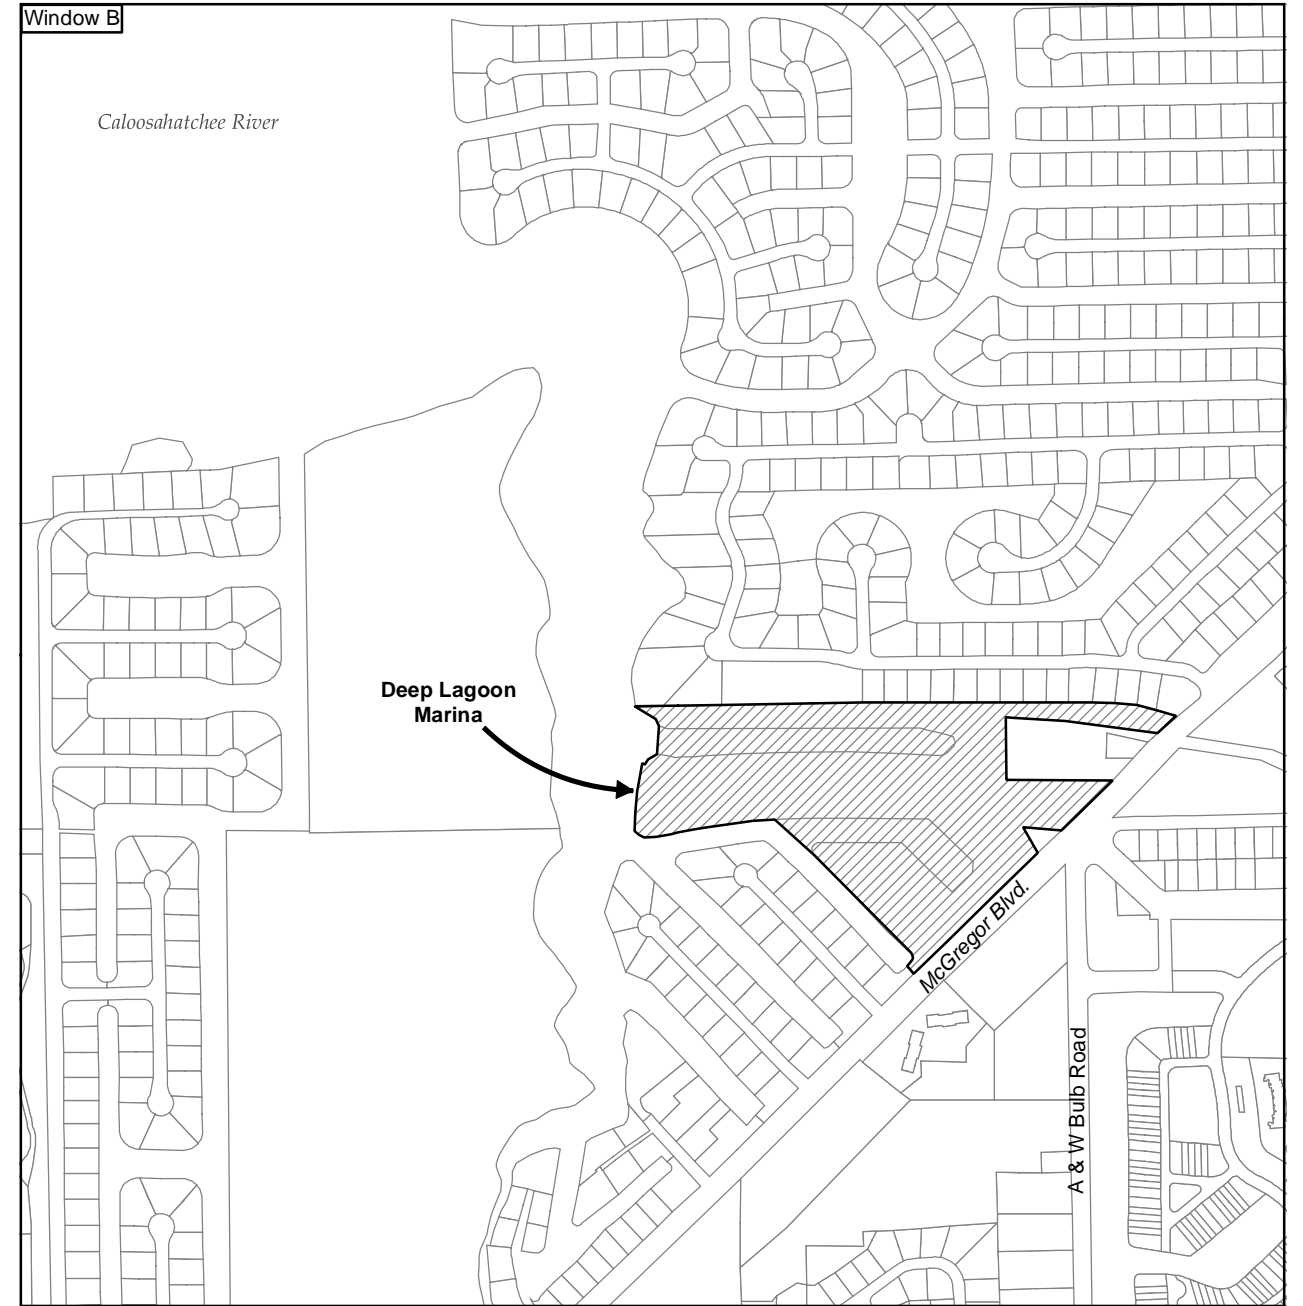 Window B
Caloosahatchee River
Deep Lagoon
Marina
McGregor Blvd.
A & W Bulb Road